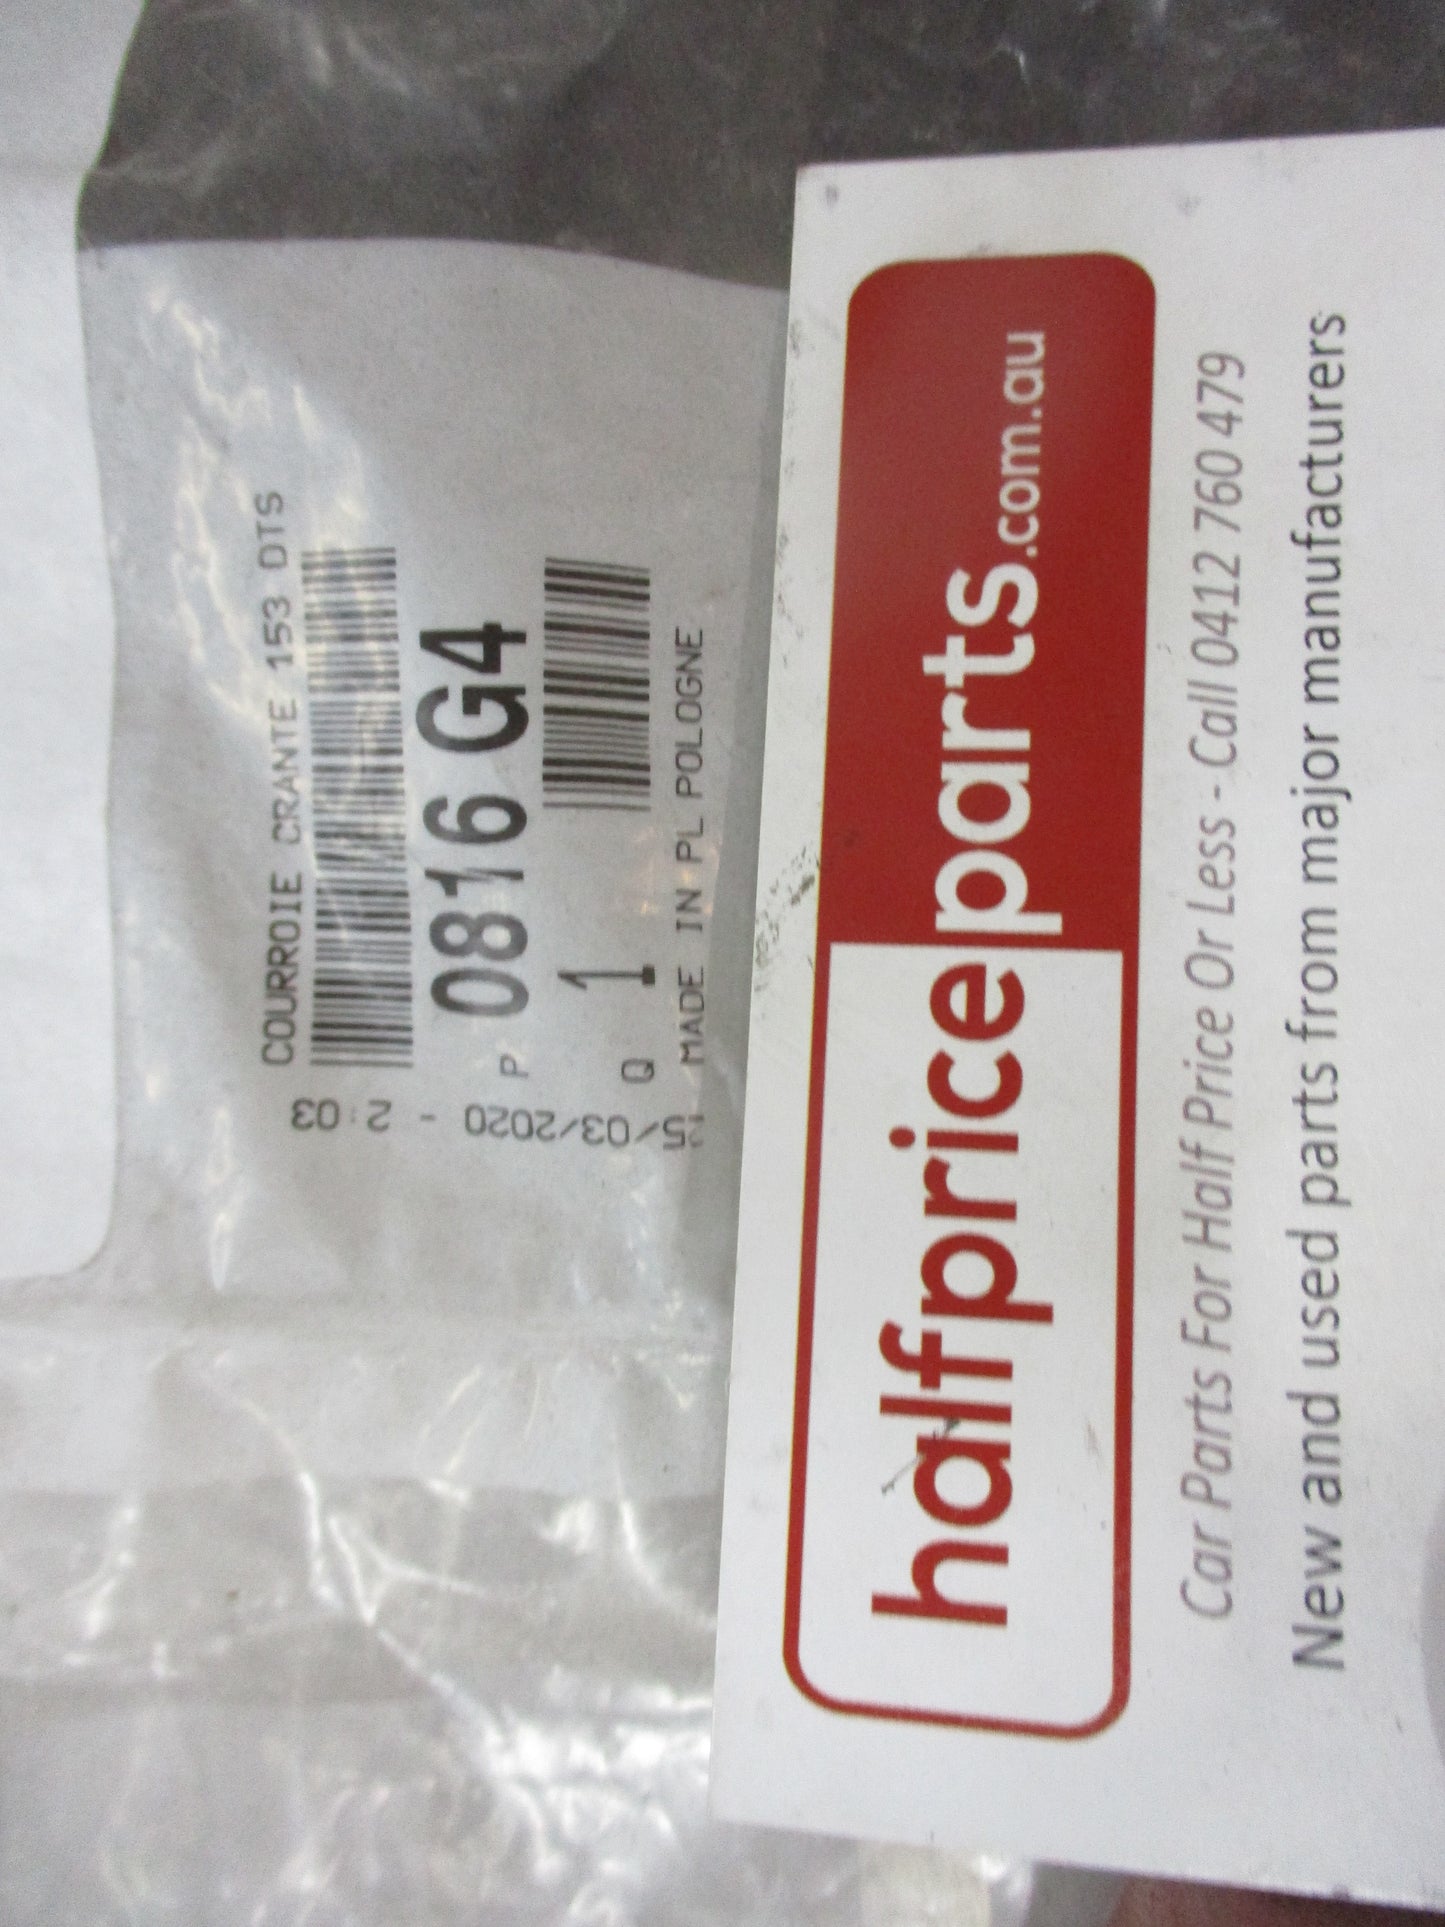 COURROIE CRANTE 153 DTS
P 0816 G4
Q 1
MADE IN PL POLOGNE
25/03/2020 - 2:03
halfpriceparts.com.au
Car Parts For Half Price Or Less - Call 0412 760 479
New and used parts from major manufacturers